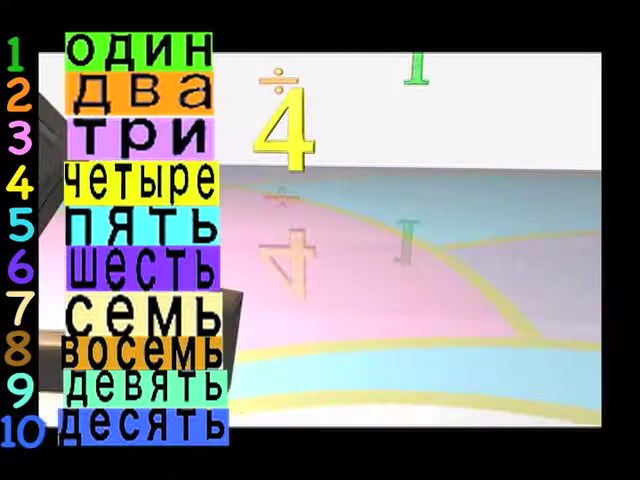 1 один
2 два
3 три
4 четыре
5 пять
6 шесть
7 семь
8 восемь
9 девять
10 десять
÷ 1
4